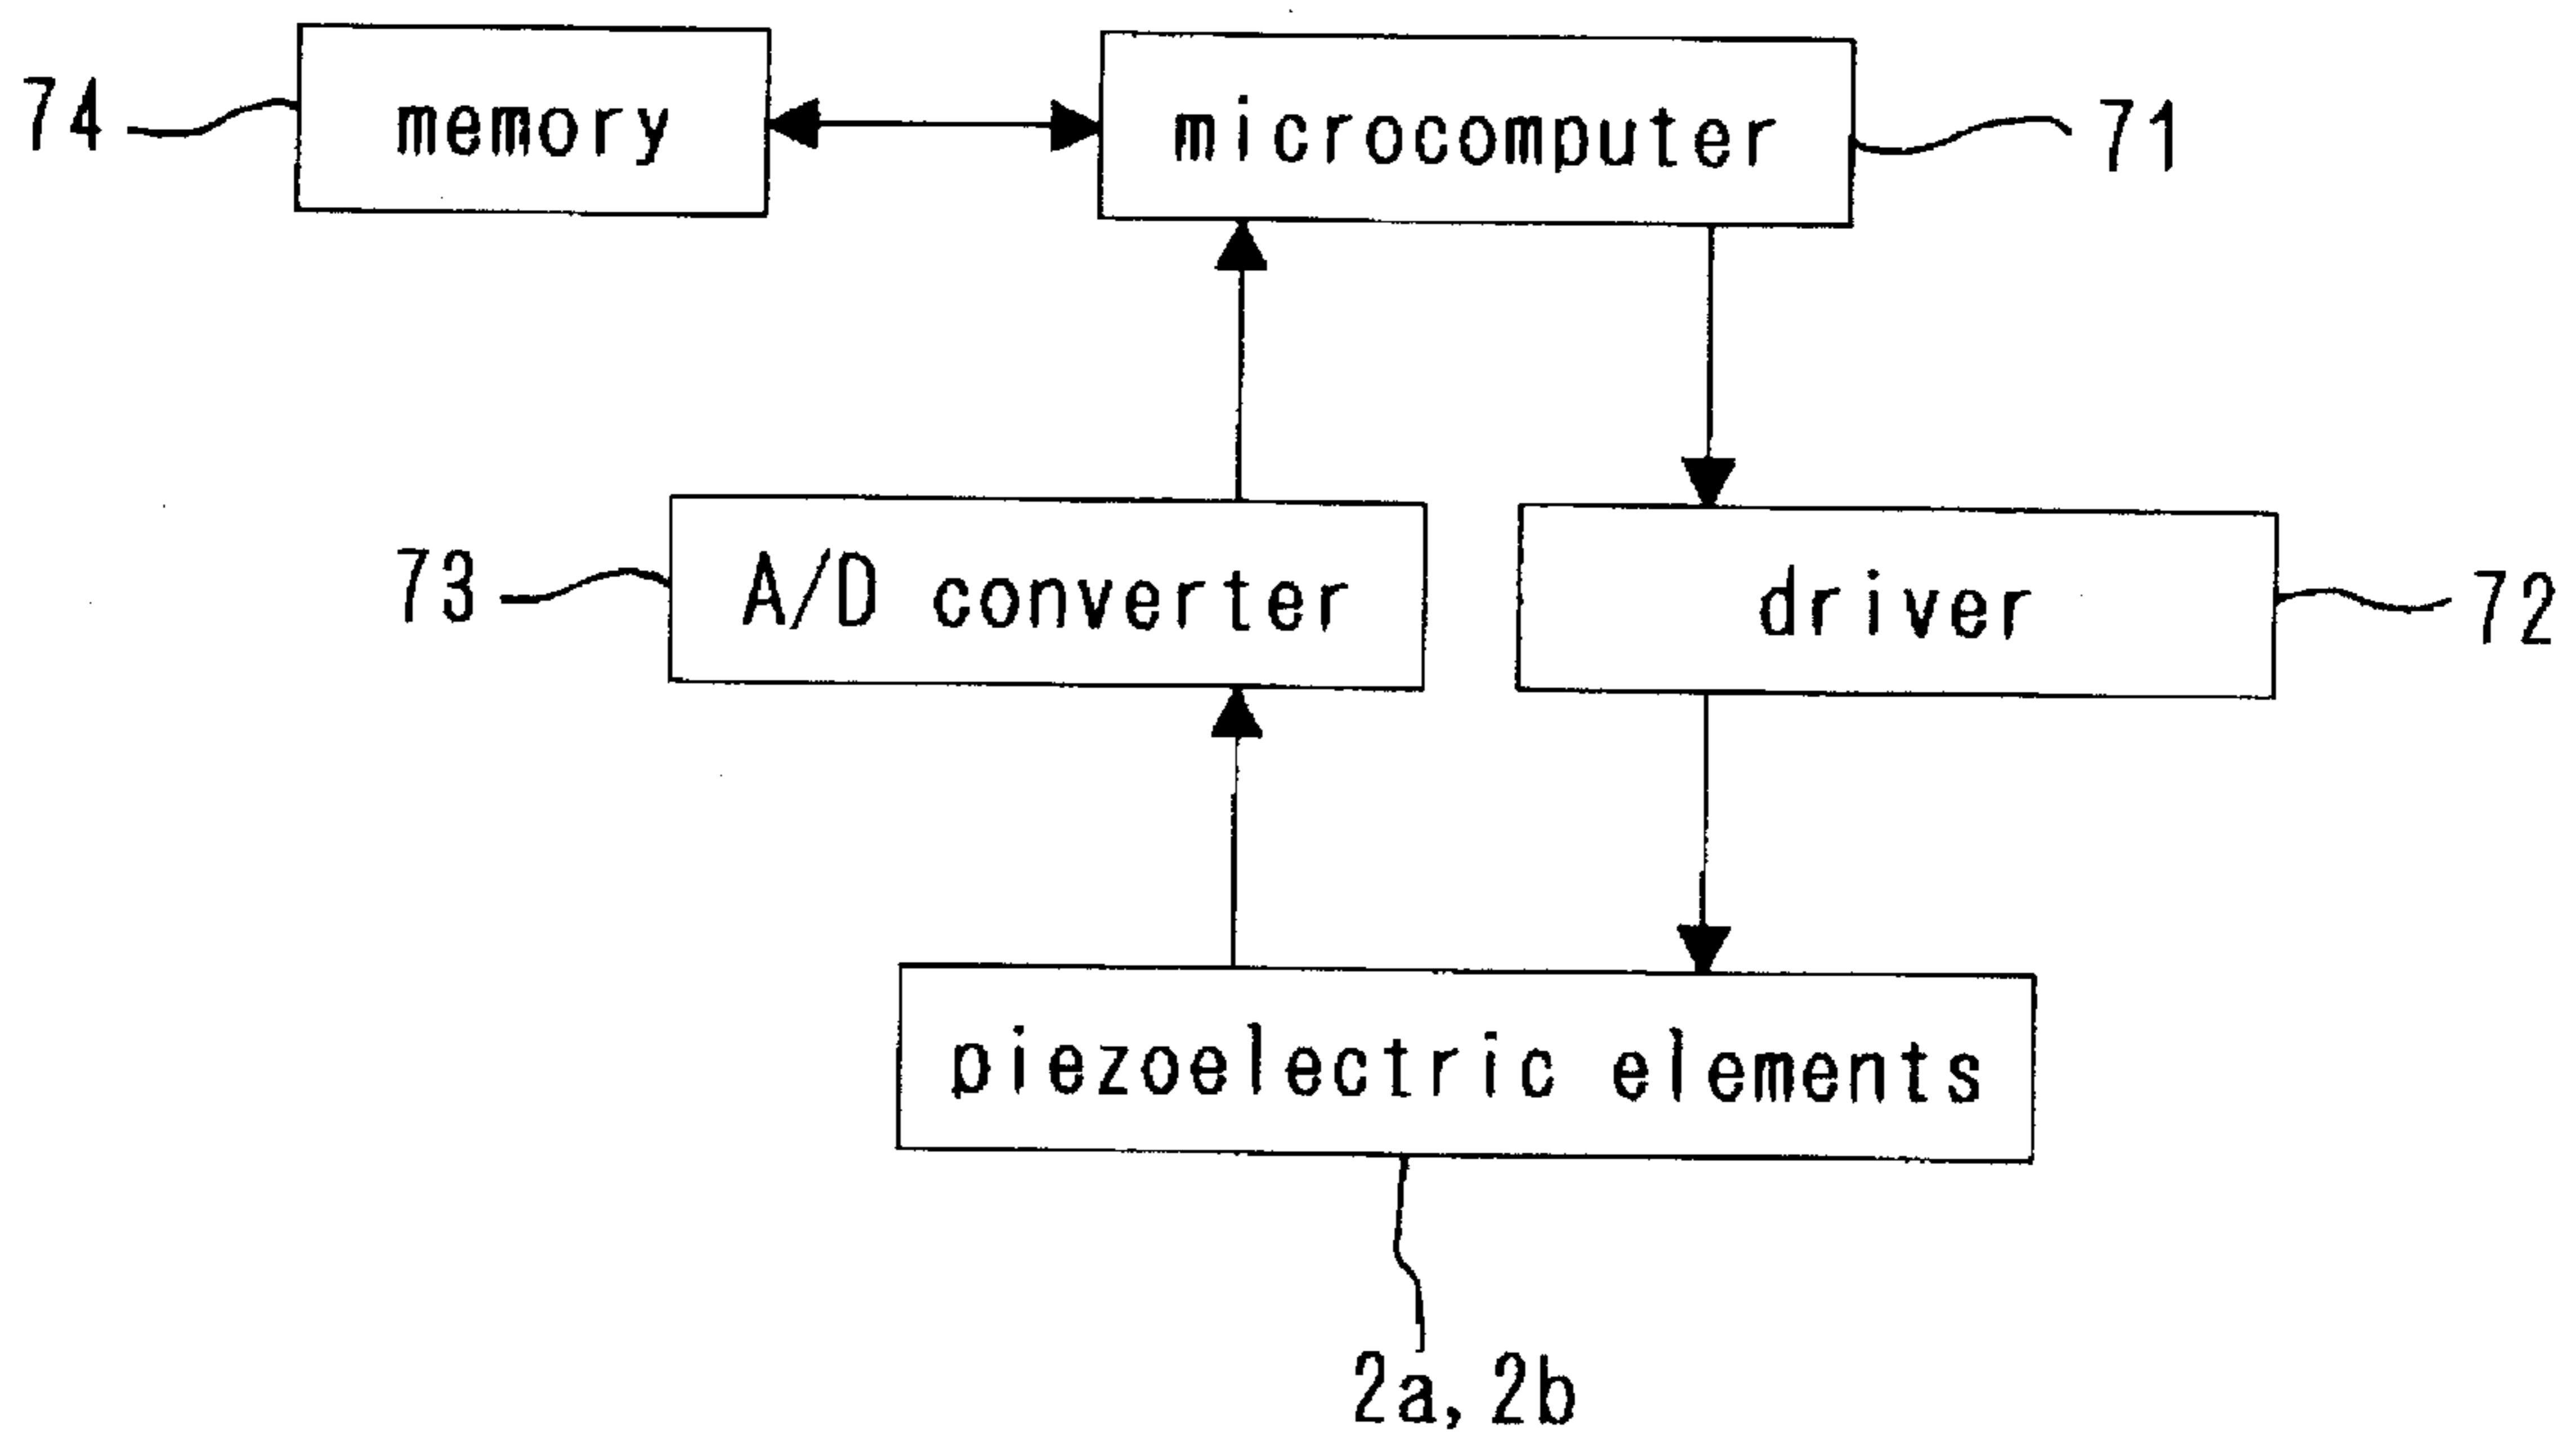 74
memory
microcomputer
71
73
A/D converter
driver
72
piezoelectric elements
2a, 2b